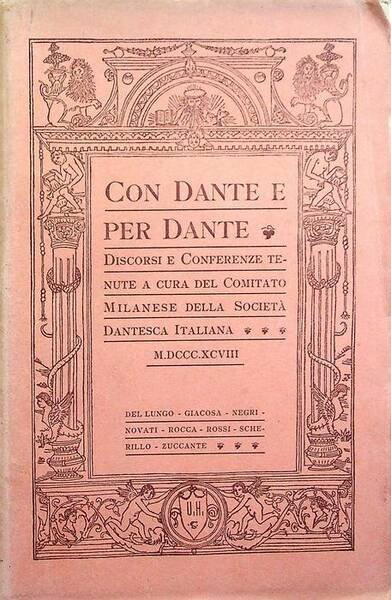 CON DANTE E
PER DANTE
DISCORSI E CONFERENZE TE-
NUTE A CURA DEL COMITATO
MILANESE DELLA SOCIETÀ
DANTESCA ITALIANA
M.DCCC.XCVIII
DEL LUNGO - GIACOSA - NEGRI -
NOVATI - ROCCA - ROSSI - SCHE-
RILLO - ZUCCANTE
U.H.